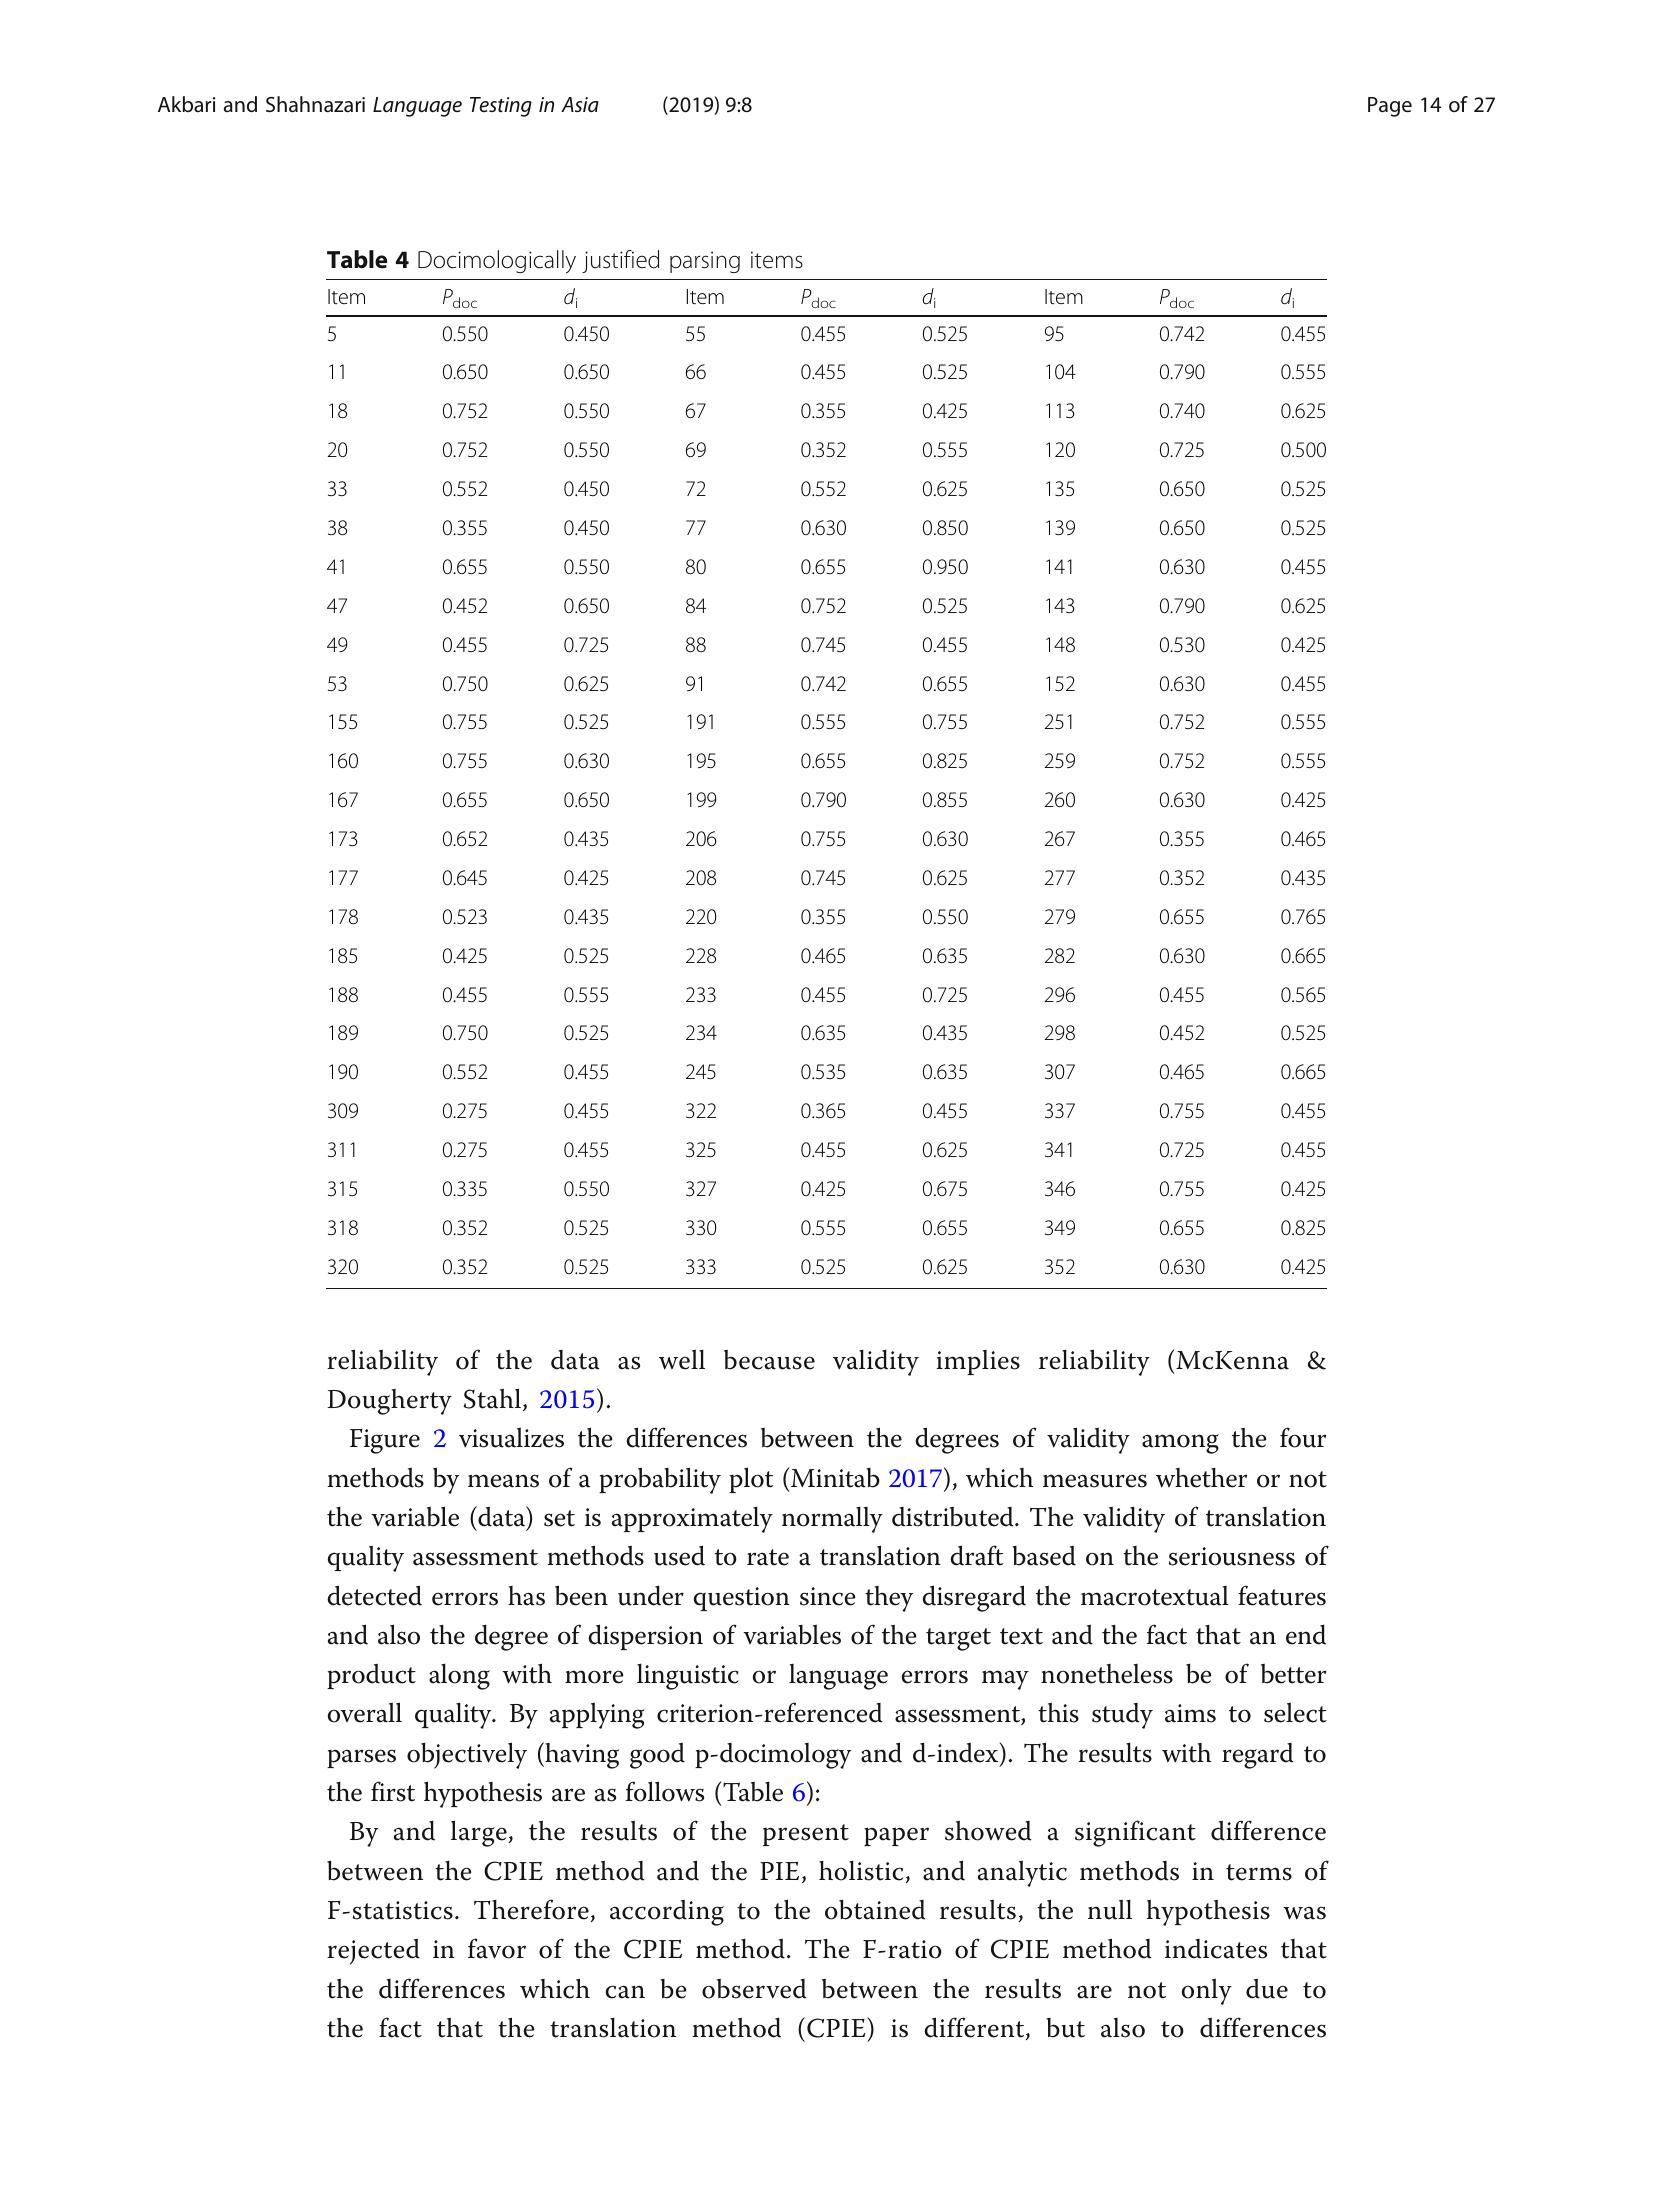 Akbari and Shahnazari Language Testing in Asia (2019) 9:8 Page 14 of 27
Table 4 Docimologically justified parsing items
Item Pdoc di Item Pdoc di Item Pdoc di
5 0.550 0.450 55 0.455 0.525 95 0.742 0.455
11 0.650 0.650 66 0.455 0.525 104 0.790 0.555
18 0.752 0.550 67 0.355 0.425 113 0.740 0.625
20 0.752 0.550 69 0.352 0.555 120 0.725 0.500
33 0.552 0.450 72 0.552 0.625 135 0.650 0.525
38 0.355 0.450 77 0.630 0.850 139 0.650 0.525
41 0.655 0.550 80 0.655 0.950 141 0.630 0.455
47 0.452 0.650 84 0.752 0.525 143 0.790 0.625
49 0.455 0.725 88 0.745 0.455 148 0.530 0.425
53 0.750 0.625 91 0.742 0.655 152 0.630 0.455
155 0.755 0.525 191 0.555 0.755 251 0.752 0.555
160 0.755 0.630 195 0.655 0.825 259 0.752 0.555
167 0.655 0.650 199 0.790 0.855 260 0.630 0.425
173 0.652 0.435 206 0.755 0.630 267 0.355 0.465
177 0.645 0.425 208 0.745 0.625 277 0.352 0.435
178 0.523 0.435 220 0.355 0.550 279 0.655 0.765
185 0.425 0.525 228 0.465 0.635 282 0.630 0.665
188 0.455 0.555 233 0.455 0.725 296 0.455 0.565
189 0.750 0.525 234 0.635 0.435 298 0.452 0.525
190 0.552 0.455 245 0.535 0.635 307 0.465 0.665
309 0.275 0.455 322 0.365 0.455 337 0.755 0.455
311 0.275 0.455 325 0.455 0.625 341 0.725 0.455
315 0.335 0.550 327 0.425 0.675 346 0.755 0.425
318 0.352 0.525 330 0.555 0.655 349 0.655 0.825
320 0.352 0.525 333 0.525 0.625 352 0.630 0.425
reliability of the data as well because validity implies reliability (McKenna &
Dougherty Stahl, 2015).
Figure 2 visualizes the differences between the degrees of validity among the four
methods by means of a probability plot (Minitab 2017), which measures whether or not
the variable (data) set is approximately normally distributed. The validity of translation
quality assessment methods used to rate a translation draft based on the seriousness of
detected errors has been under question since they disregard the macrotextual features
and also the degree of dispersion of variables of the target text and the fact that an end
product along with more linguistic or language errors may nonetheless be of better
overall quality. By applying criterion-referenced assessment, this study aims to select
parses objectively (having good p-docimology and d-index). The results with regard to
the first hypothesis are as follows (Table 6):
By and large, the results of the present paper showed a significant difference
between the CPIE method and the PIE, holistic, and analytic methods in terms of
F-statistics. Therefore, according to the obtained results, the null hypothesis was
rejected in favor of the CPIE method. The F-ratio of CPIE method indicates that
the differences which can be observed between the results are not only due to
the fact that the translation method (CPIE) is different, but also to differences